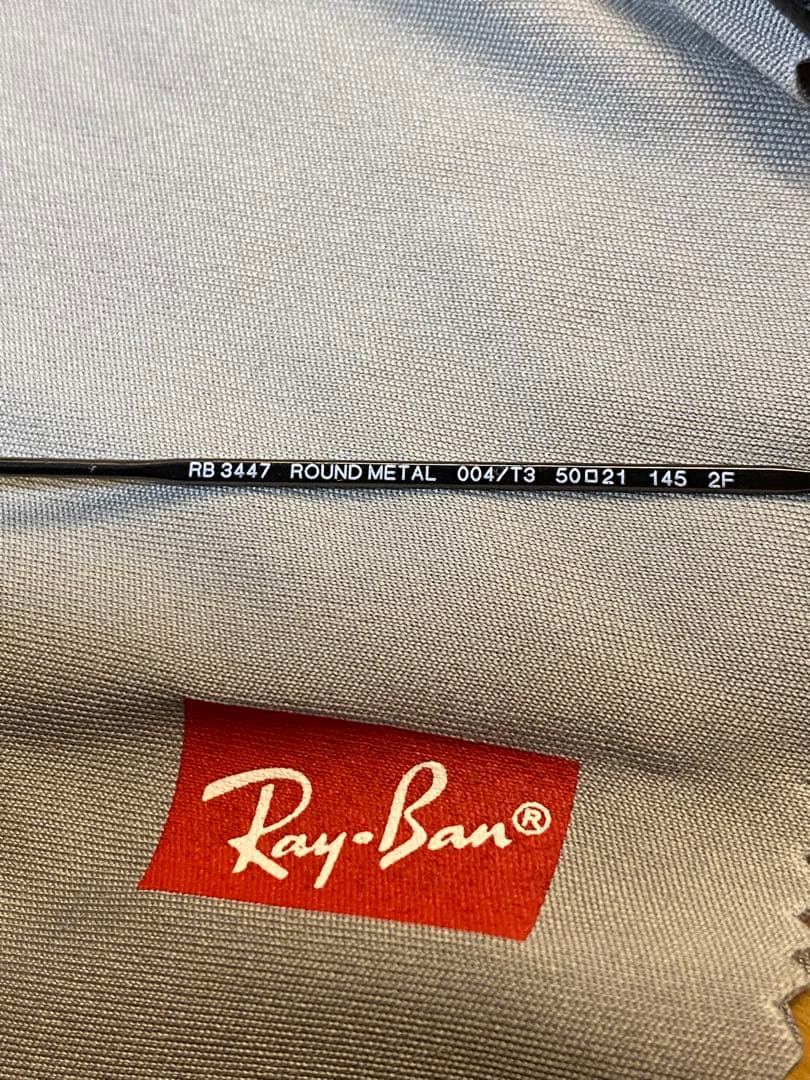 RB 3447 ROUND METAL 004/T3 50□21 145 2F
Ray-Ban®